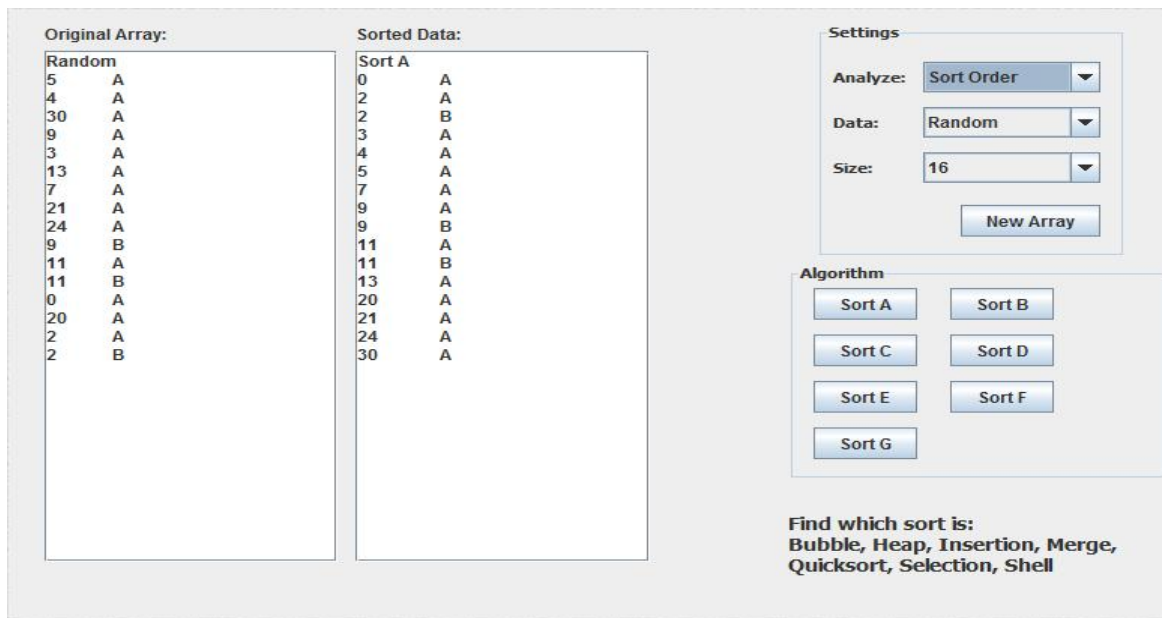 Original Array:
Random
5 A
4 A
30 A
9 A
3 A
13 A
7 A
21 A
24 A
9 B
11 A
11 B
0 A
20 A
2 A
2 B
Sorted Data:
Sort A
0 A
2 A
2 B
3 A
4 A
5 A
7 A
9 A
9 B
11 A
11 B
13 A
20 A
21 A
24 A
30 A
Settings
Analyze: Sort Order
Data: Random
Size: 16
New Array
Algorithm
Sort A Sort B
Sort C Sort D
Sort E Sort F
Sort G
Find which sort is:
Bubble, Heap, Insertion, Merge,
Quicksort, Selection, Shell